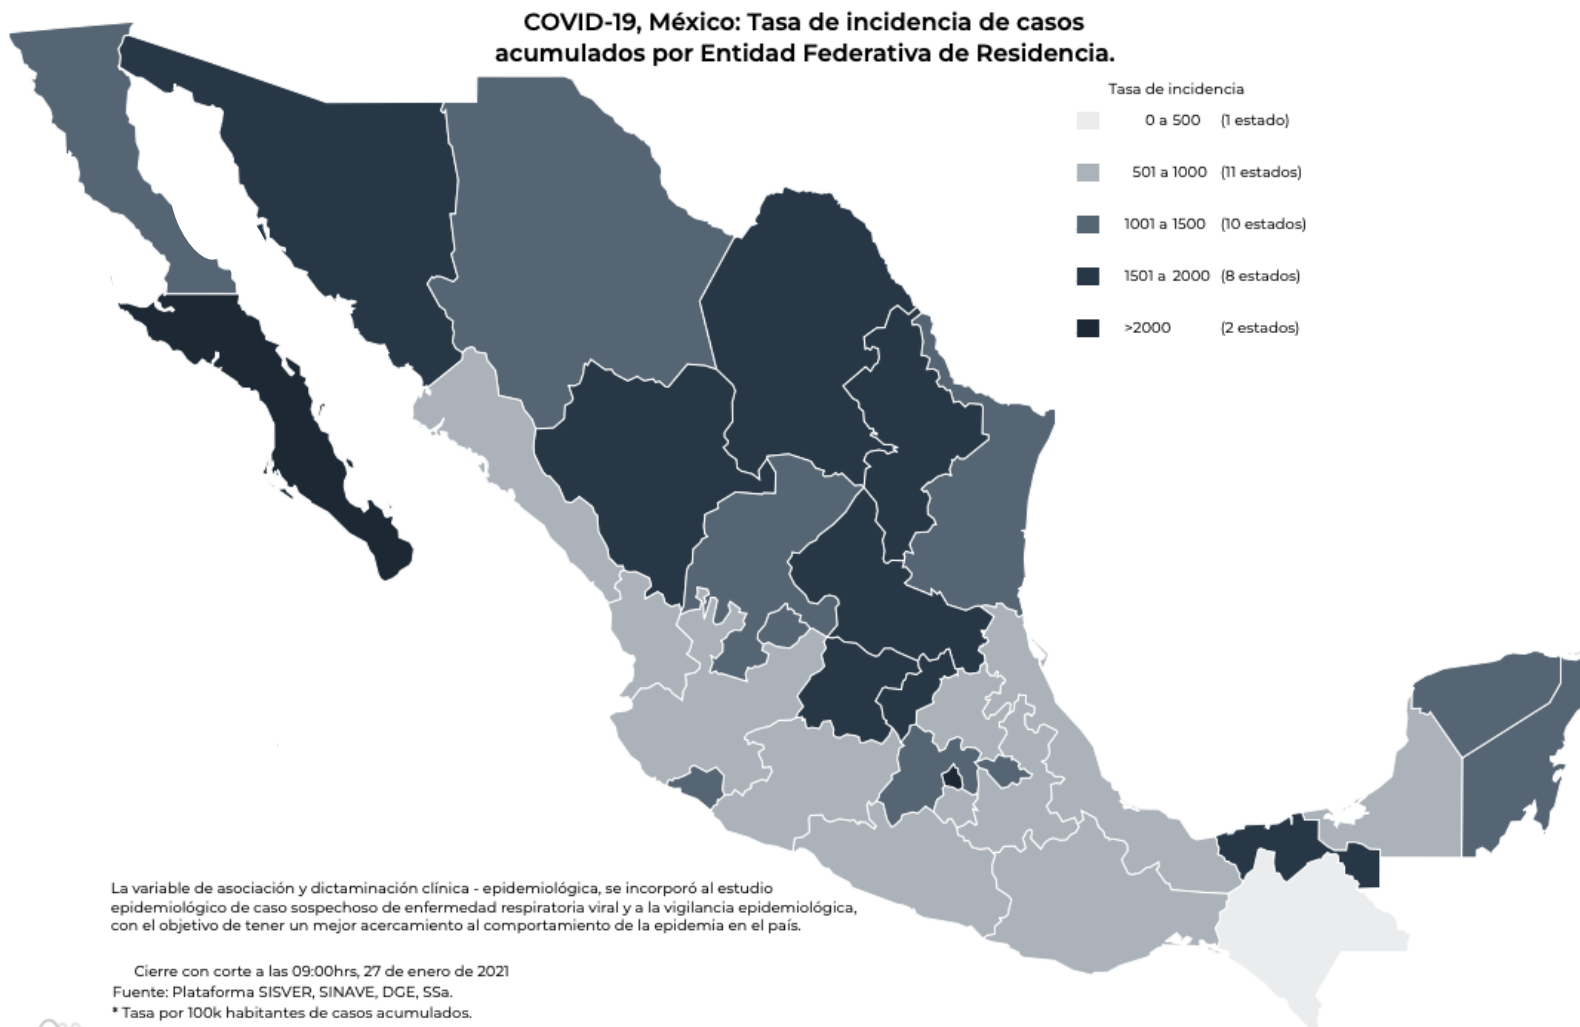 COVID-19, México: Tasa de incidencia de casos
acumulados por Entidad Federativa de Residencia.
Tasa de incidencia
0 a 500 (1 estado)
501 a 1000 (11 estados)
1001 a 1500 (10 estados)
1501 a 2000 (8 estados)
>2000 (2 estados)
La variable de asociación y dictaminación clínica - epidemiológica, se incorporó al estudio
epidemiológico de caso sospechoso de enfermedad respiratoria viral y a la vigilancia epidemiológica,
con el objetivo de tener un mejor acercamiento al comportamiento de la epidemia en el país.
Cierre con corte a las 09:00hrs, 27 de enero de 2021
Fuente: Plataforma SISVER, SINAVE, DGE, SSa.
* Tasa por 100k habitantes de casos acumulados.